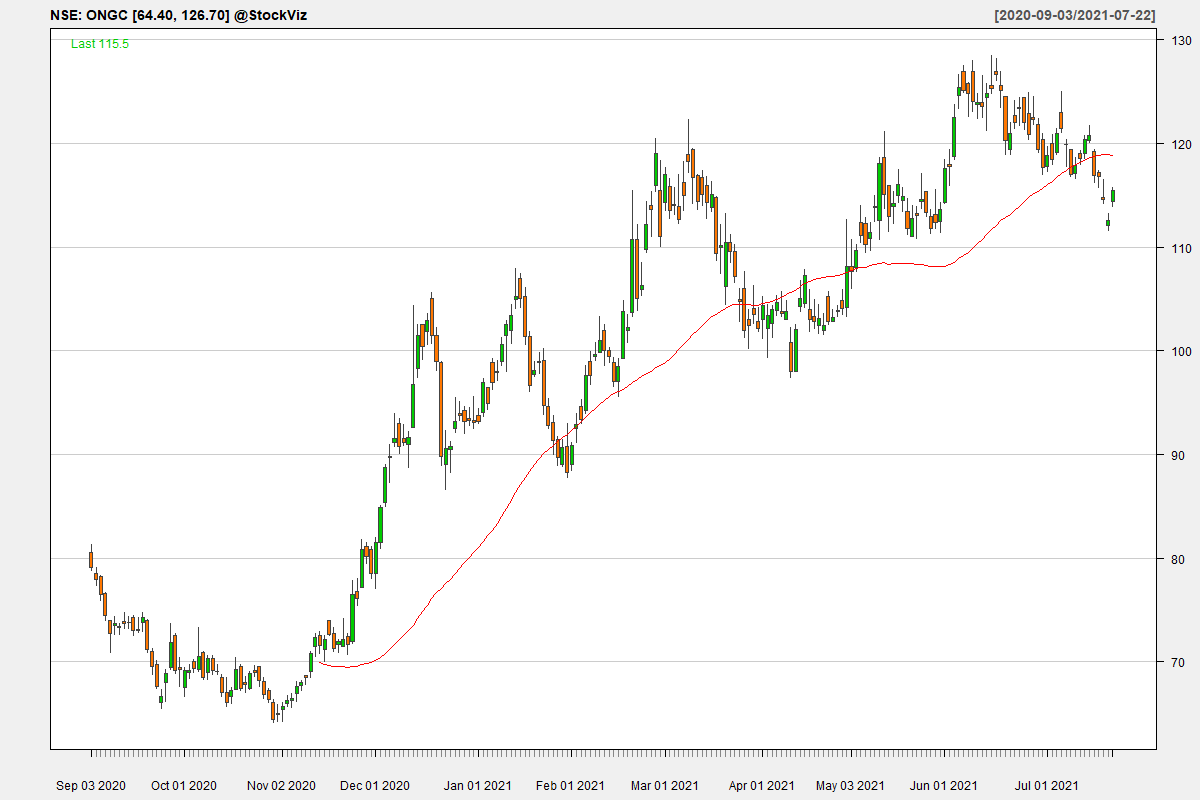 NSE: ONGC [64.40, 126.70] @StockViz [2020-09-03/2021-07-22]
Last 115.5
130
120
110
100
90
80
70
Sep 03 2020 Oct 01 2020 Nov 02 2020 Dec 01 2020 Jan 01 2021 Feb 01 2021 Mar 01 2021 Apr 01 2021 May 03 2021 Jun 01 2021 Jul 01 2021